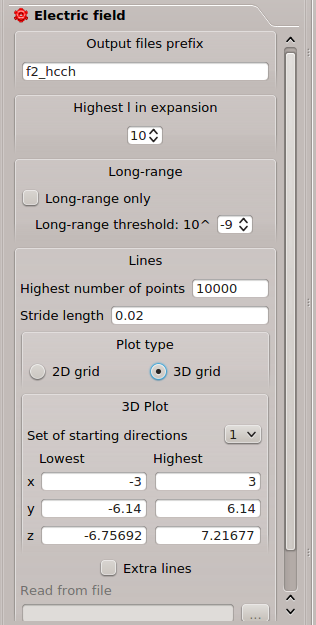 Electric field
Output files prefix
f2_hcch
Highest l in expansion
10
Long-range
Long-range only
Long-range threshold: 10^ -9
Lines
Highest number of points 10000
Stride length 0.02
Plot type
2D grid 3D grid
3D Plot
Set of starting directions 1
Lowest Highest
x -3 3
y -6.14 6.14
z -6.75692 7.21677
Extra lines
Read from file
...